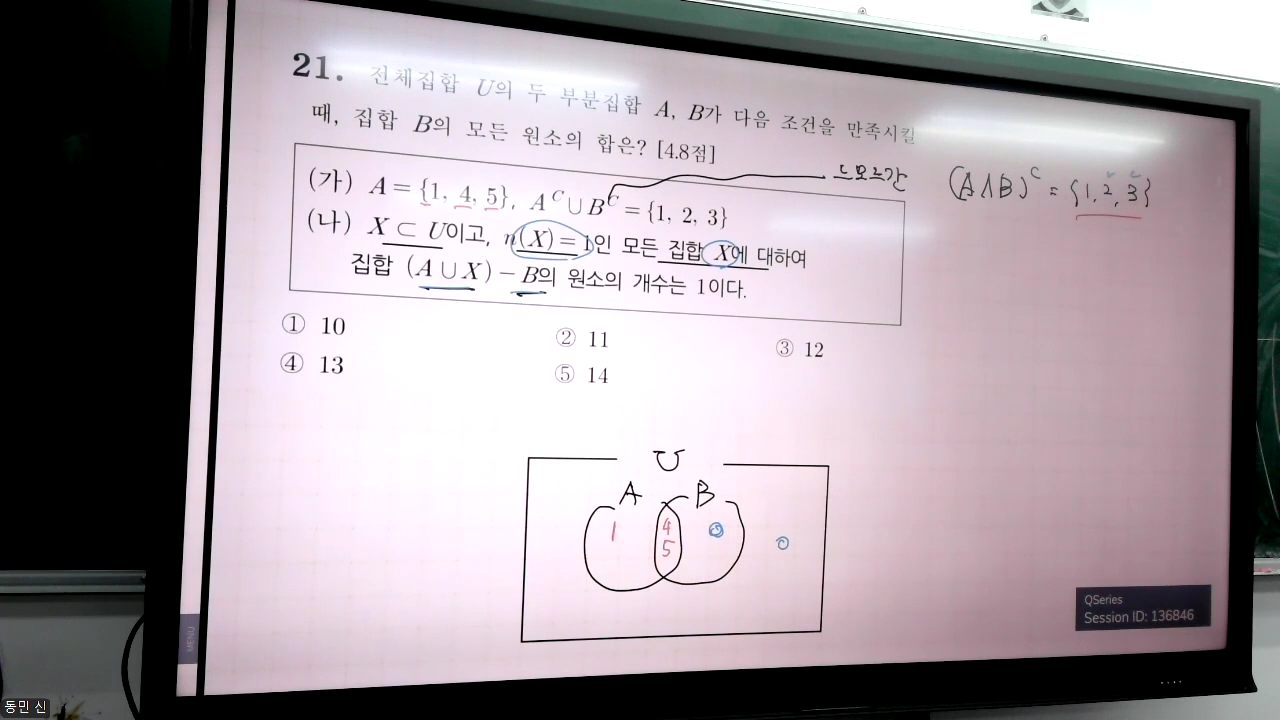 21. 전체집합 U의 두 부분집합 A, B가 다음 조건을 만족시킬
때, 집합 B의 모든 원소의 합은? [4.8점]
(가) A = {1, 4, 5}, A^C ∪ B^C = {1, 2, 3}
드모르간
(A∩B)^C = {1, 2, 3}
(나) X ⊂ U이고, n(X) = 1인 모든 집합 X에 대하여
집합 (A ∪ X) − B의 원소의 개수는 1이다.
① 10
② 11
③ 12
④ 13
⑤ 14
U
A B
1 4
5
QSeries
Session ID: 136846
MENU
동민 신